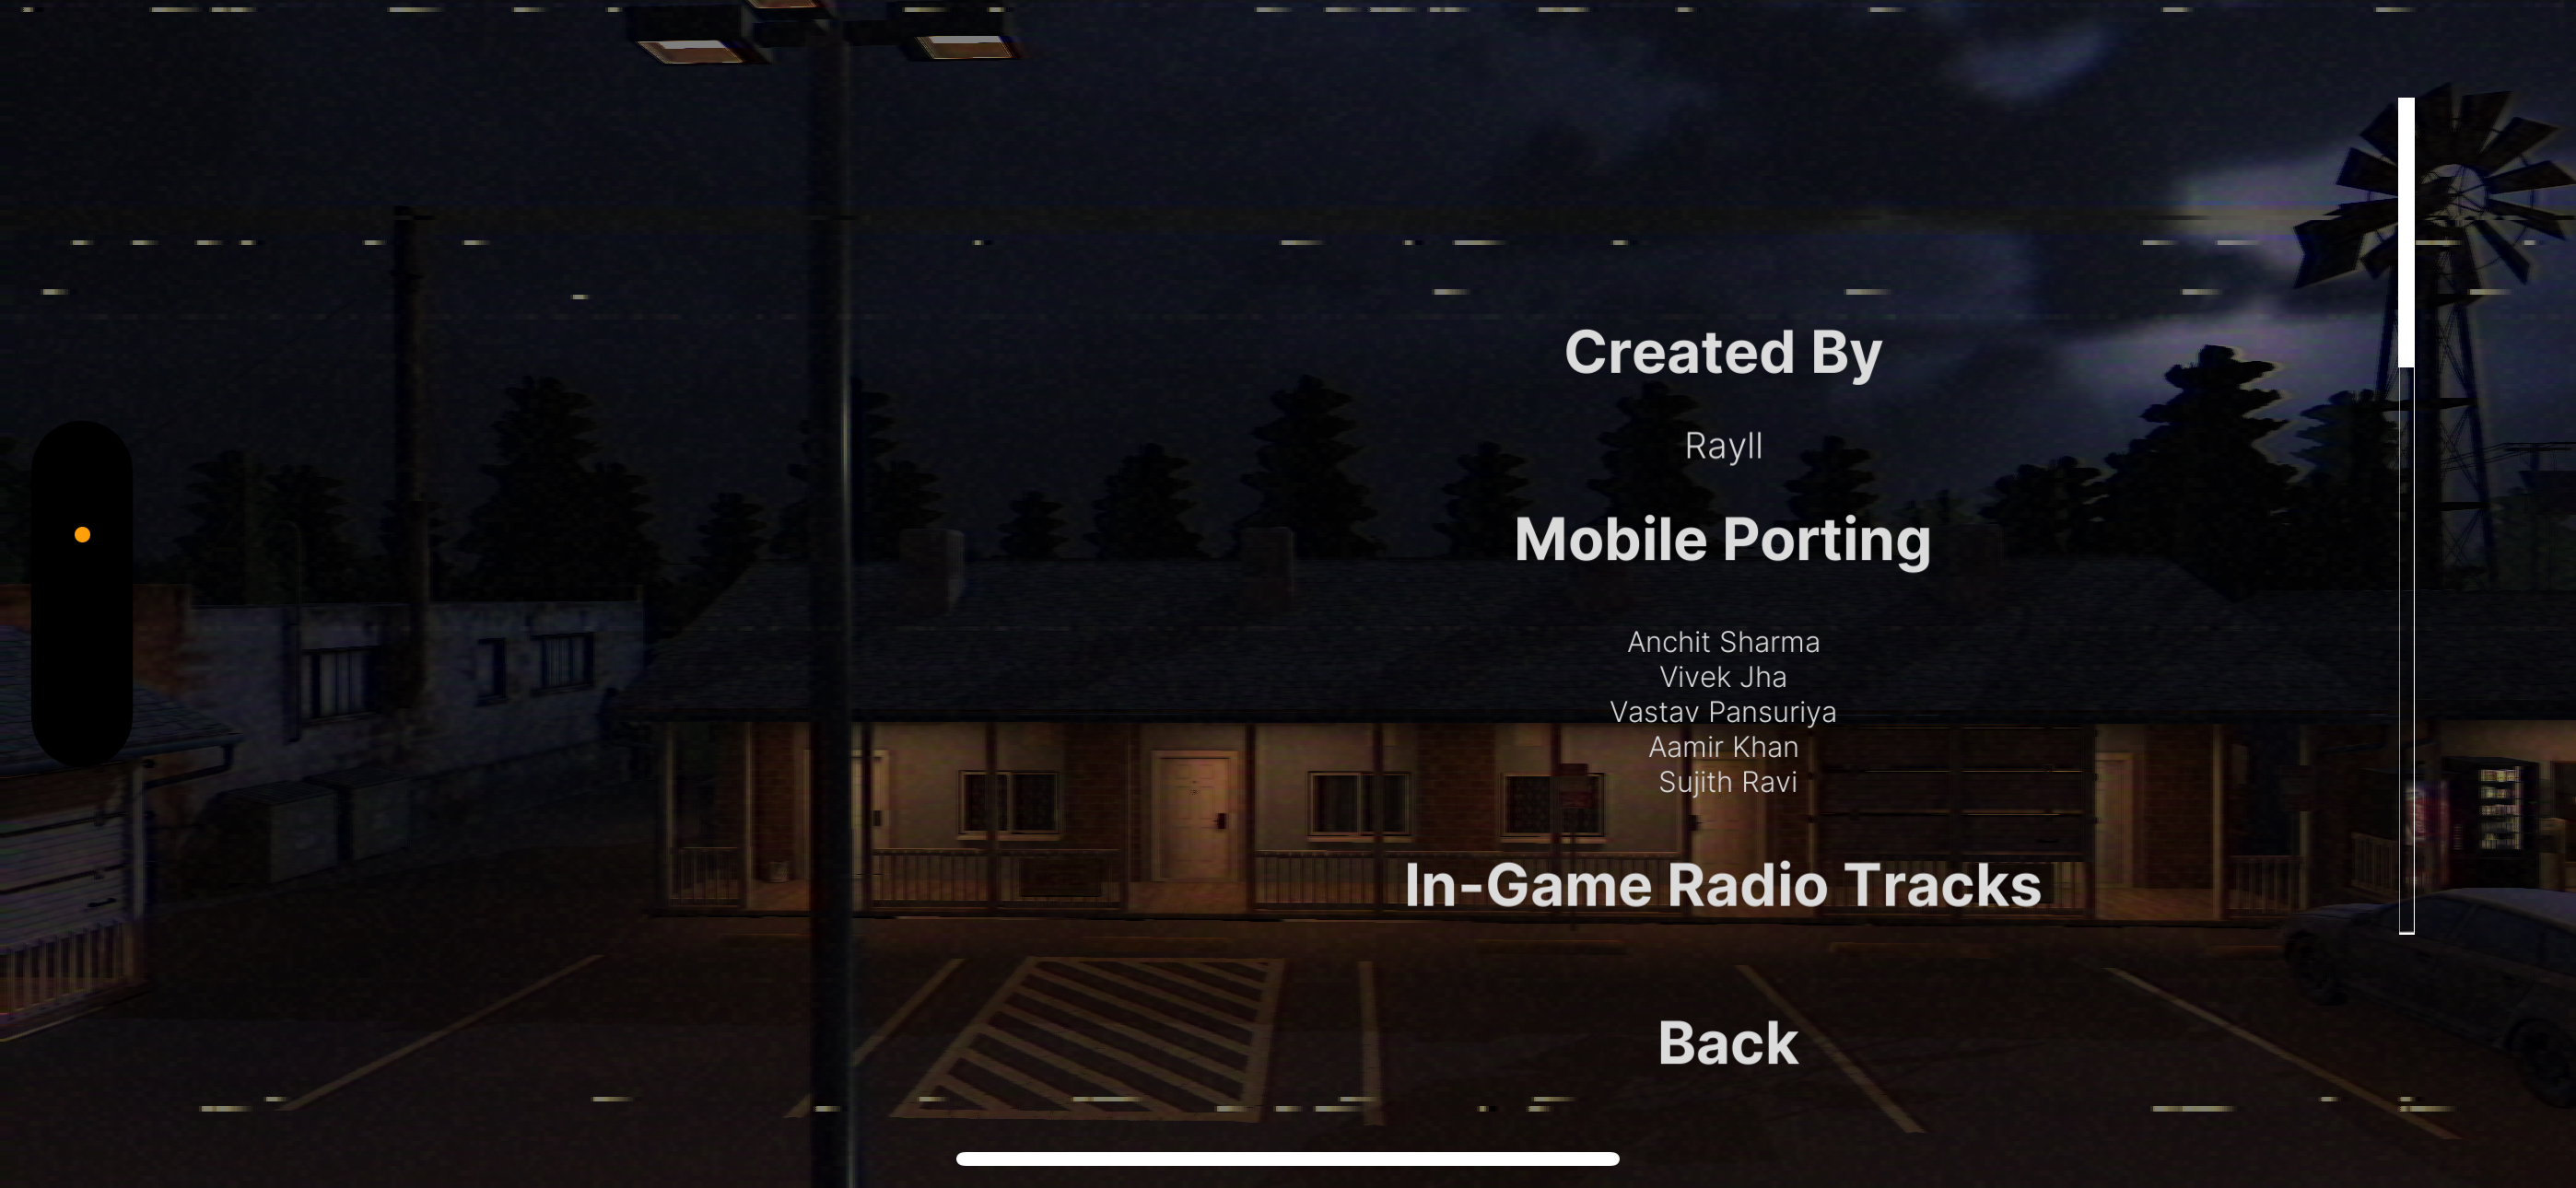 Created By
Rayll
Mobile Porting
Anchit Sharma
Vivek Jha
Vastav Pansuriya
Aamir Khan
Sujith Ravi
In-Game Radio Tracks
Back